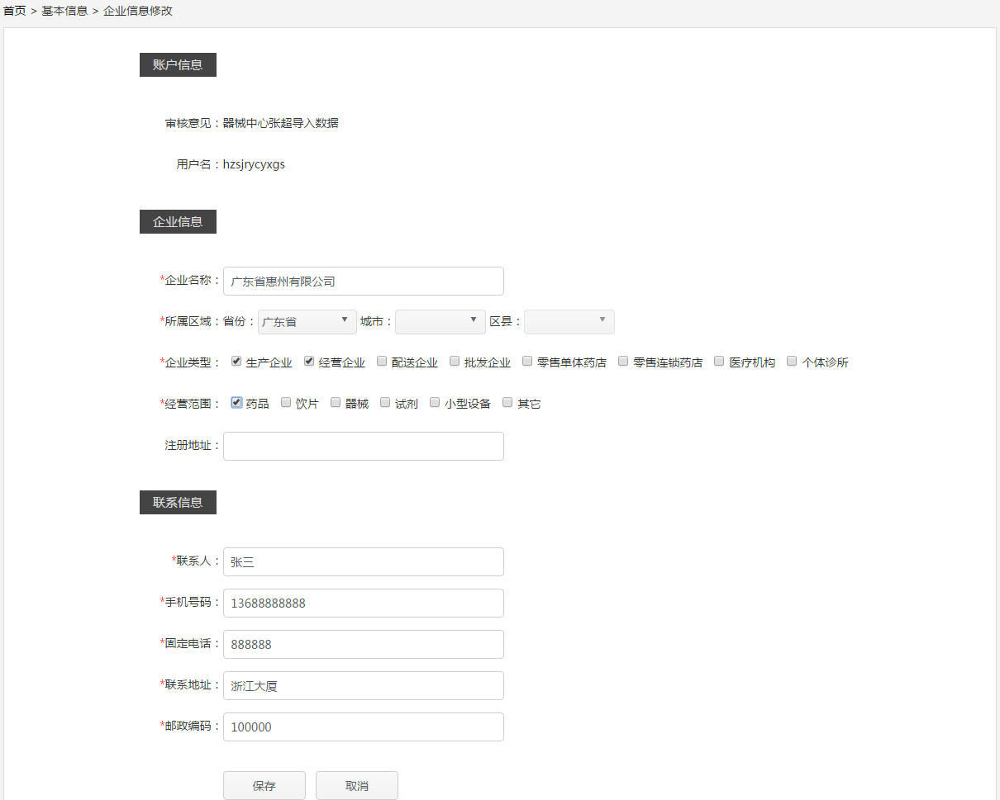 首页 > 基本信息 > 企业信息修改
账户信息
审核意见：器械中心张超导入数据
用户名：hzsjrycyxgs
企业信息
*企业名称： 广东省惠州有限公司
*所属区域：省份： 广东省 城市： 区县：
*企业类型： 生产企业 经营企业 配送企业 批发企业 零售单体药店 零售连锁药店 医疗机构 个体诊所
*经营范围： 药品 饮片 器械 试剂 小型设备 其它
注册地址：
联系信息
*联系人： 张三
*手机号码： 13688888888
*固定电话： 888888
*联系地址： 浙江大厦
*邮政编码： 100000
保存 取消